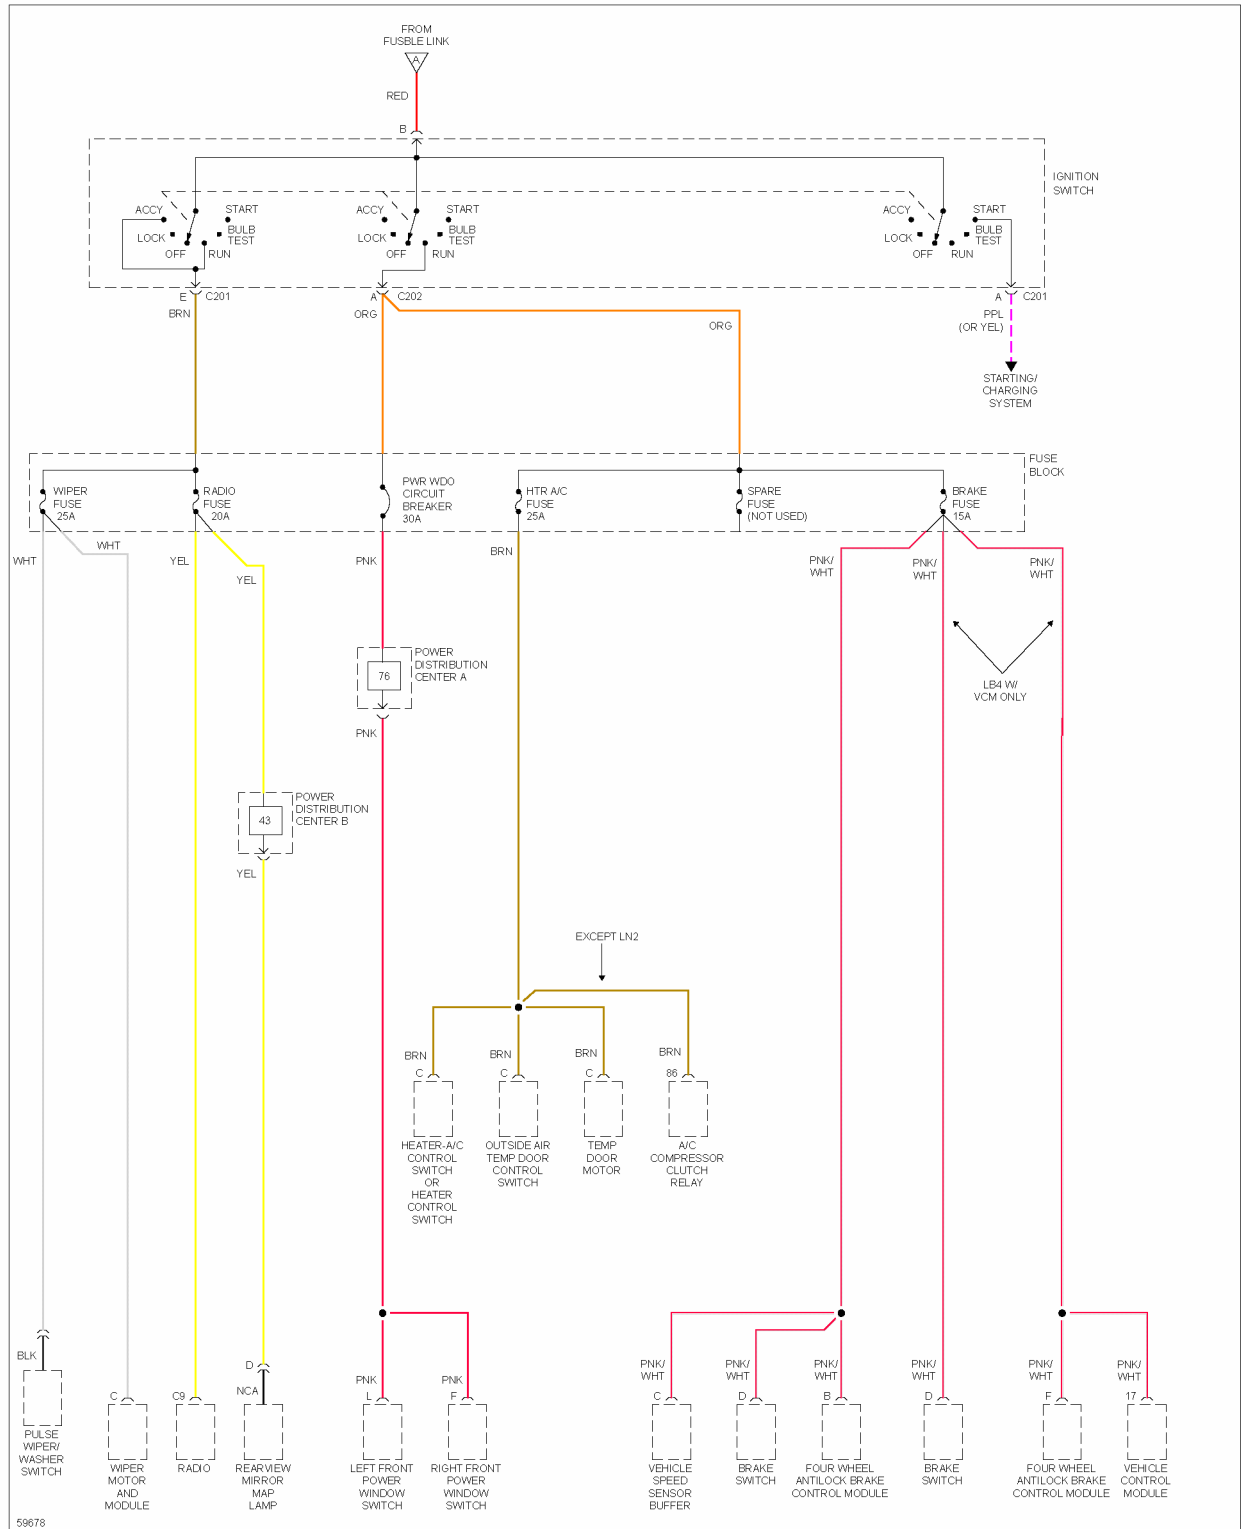 FROM
FUSBLE LINK
A
RED
B
IGNITION
SWITCH
ACCY
START
LOCK
BULB
TEST
OFF
RUN
ACCY
START
LOCK
BULB
TEST
OFF
RUN
ACCY
START
LOCK
BULB
TEST
OFF
RUN
E
C201
A
C202
A
C201
BRN
ORG
ORG
PPL
(OR YEL)
STARTING/
CHARGING
SYSTEM
FUSE
BLOCK
WIPER
FUSE
25A
RADIO
FUSE
20A
PWR WDO
CIRCUIT
BREAKER
30A
HTR A/C
FUSE
25A
SPARE
FUSE
(NOT USED)
BRAKE
FUSE
15A
WHT
WHT
YEL
YEL
PNK
BRN
PNK/
WHT
PNK/
WHT
PNK/
WHT
LB4 W/
VCM ONLY
76
POWER
DISTRIBUTION
CENTER A
PNK
43
POWER
DISTRIBUTION
CENTER B
YEL
EXCEPT LN2
BRN
BRN
BRN
BRN
C
C
C
86
HEATER-A/C
CONTROL
SWITCH
OR
HEATER
CONTROL
SWITCH
OUTSIDE AIR
TEMP DOOR
CONTROL
SWITCH
TEMP
DOOR
MOTOR
A/C
COMPRESSOR
CLUTCH
RELAY
BLK
D
NCA
PNK
PNK
PNK/
WHT
PNK/
WHT
PNK/
WHT
PNK/
WHT
PNK/
WHT
PNK/
WHT
C
C9
L
F
C
D
B
D
F
17
PULSE
WIPER/
WASHER
SWITCH
WIPER
MOTOR
AND
MODULE
RADIO
REARVIEW
MIRROR
MAP
LAMP
LEFT FRONT
POWER
WINDOW
SWITCH
RIGHT FRONT
POWER
WINDOW
SWITCH
VEHICLE
SPEED
SENSOR
BUFFER
BRAKE
SWITCH
FOUR WHEEL
ANTILOCK BRAKE
CONTROL MODULE
BRAKE
SWITCH
FOUR WHEEL
ANTILOCK BRAKE
CONTROL MODULE
VEHICLE
CONTROL
MODULE
59678